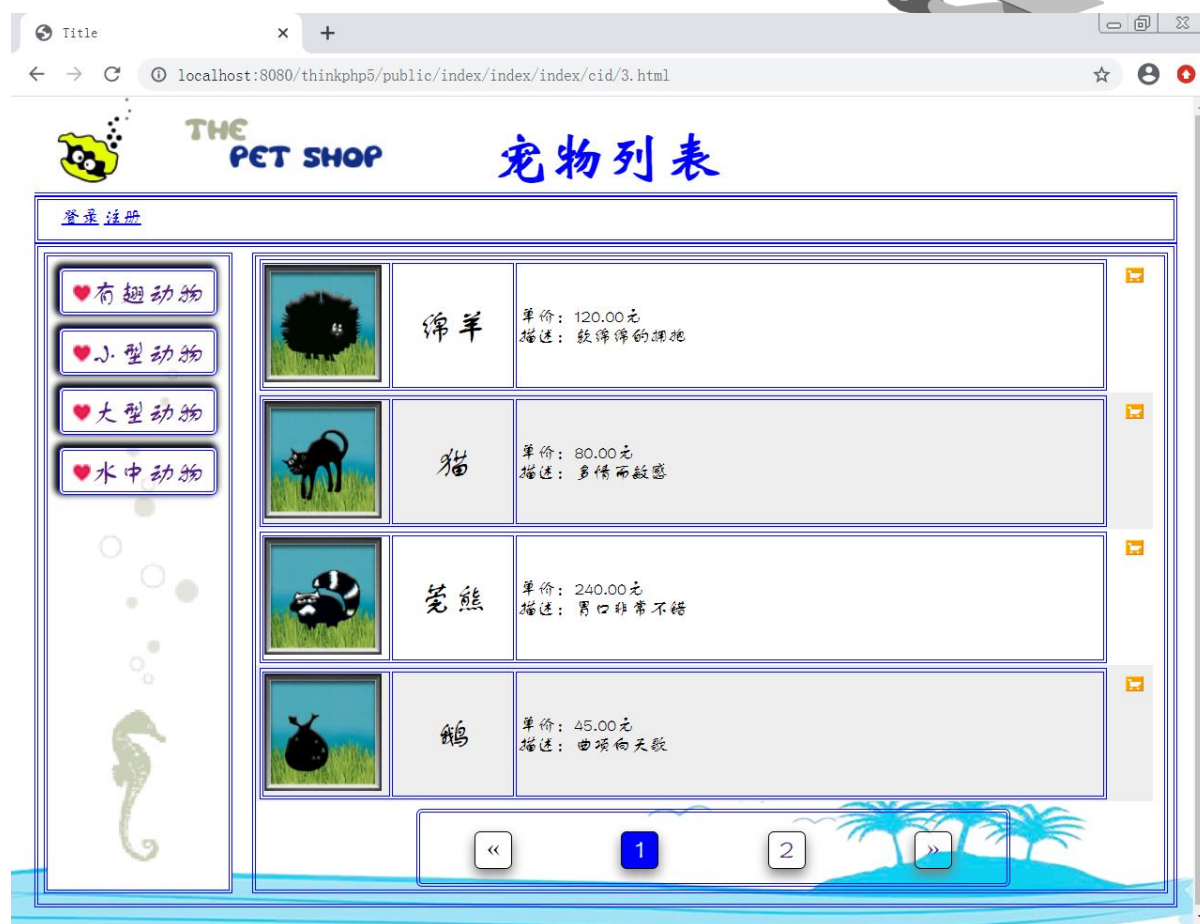 Title
localhost:8080/thinkphp5/public/index/index/index/cid/3.html
THE
PET SHOP
宠物列表
登录 注册
有翅动物
小型动物
大型动物
水中动物
绵羊
单价：120.00元
描述：软绵绵的拥抱
猫
单价：80.00元
描述：多情而敏感
莞熊
单价：240.00元
描述：胃口非常不错
鹅
单价：45.00元
描述：曲项向天歌
«
1
2
»